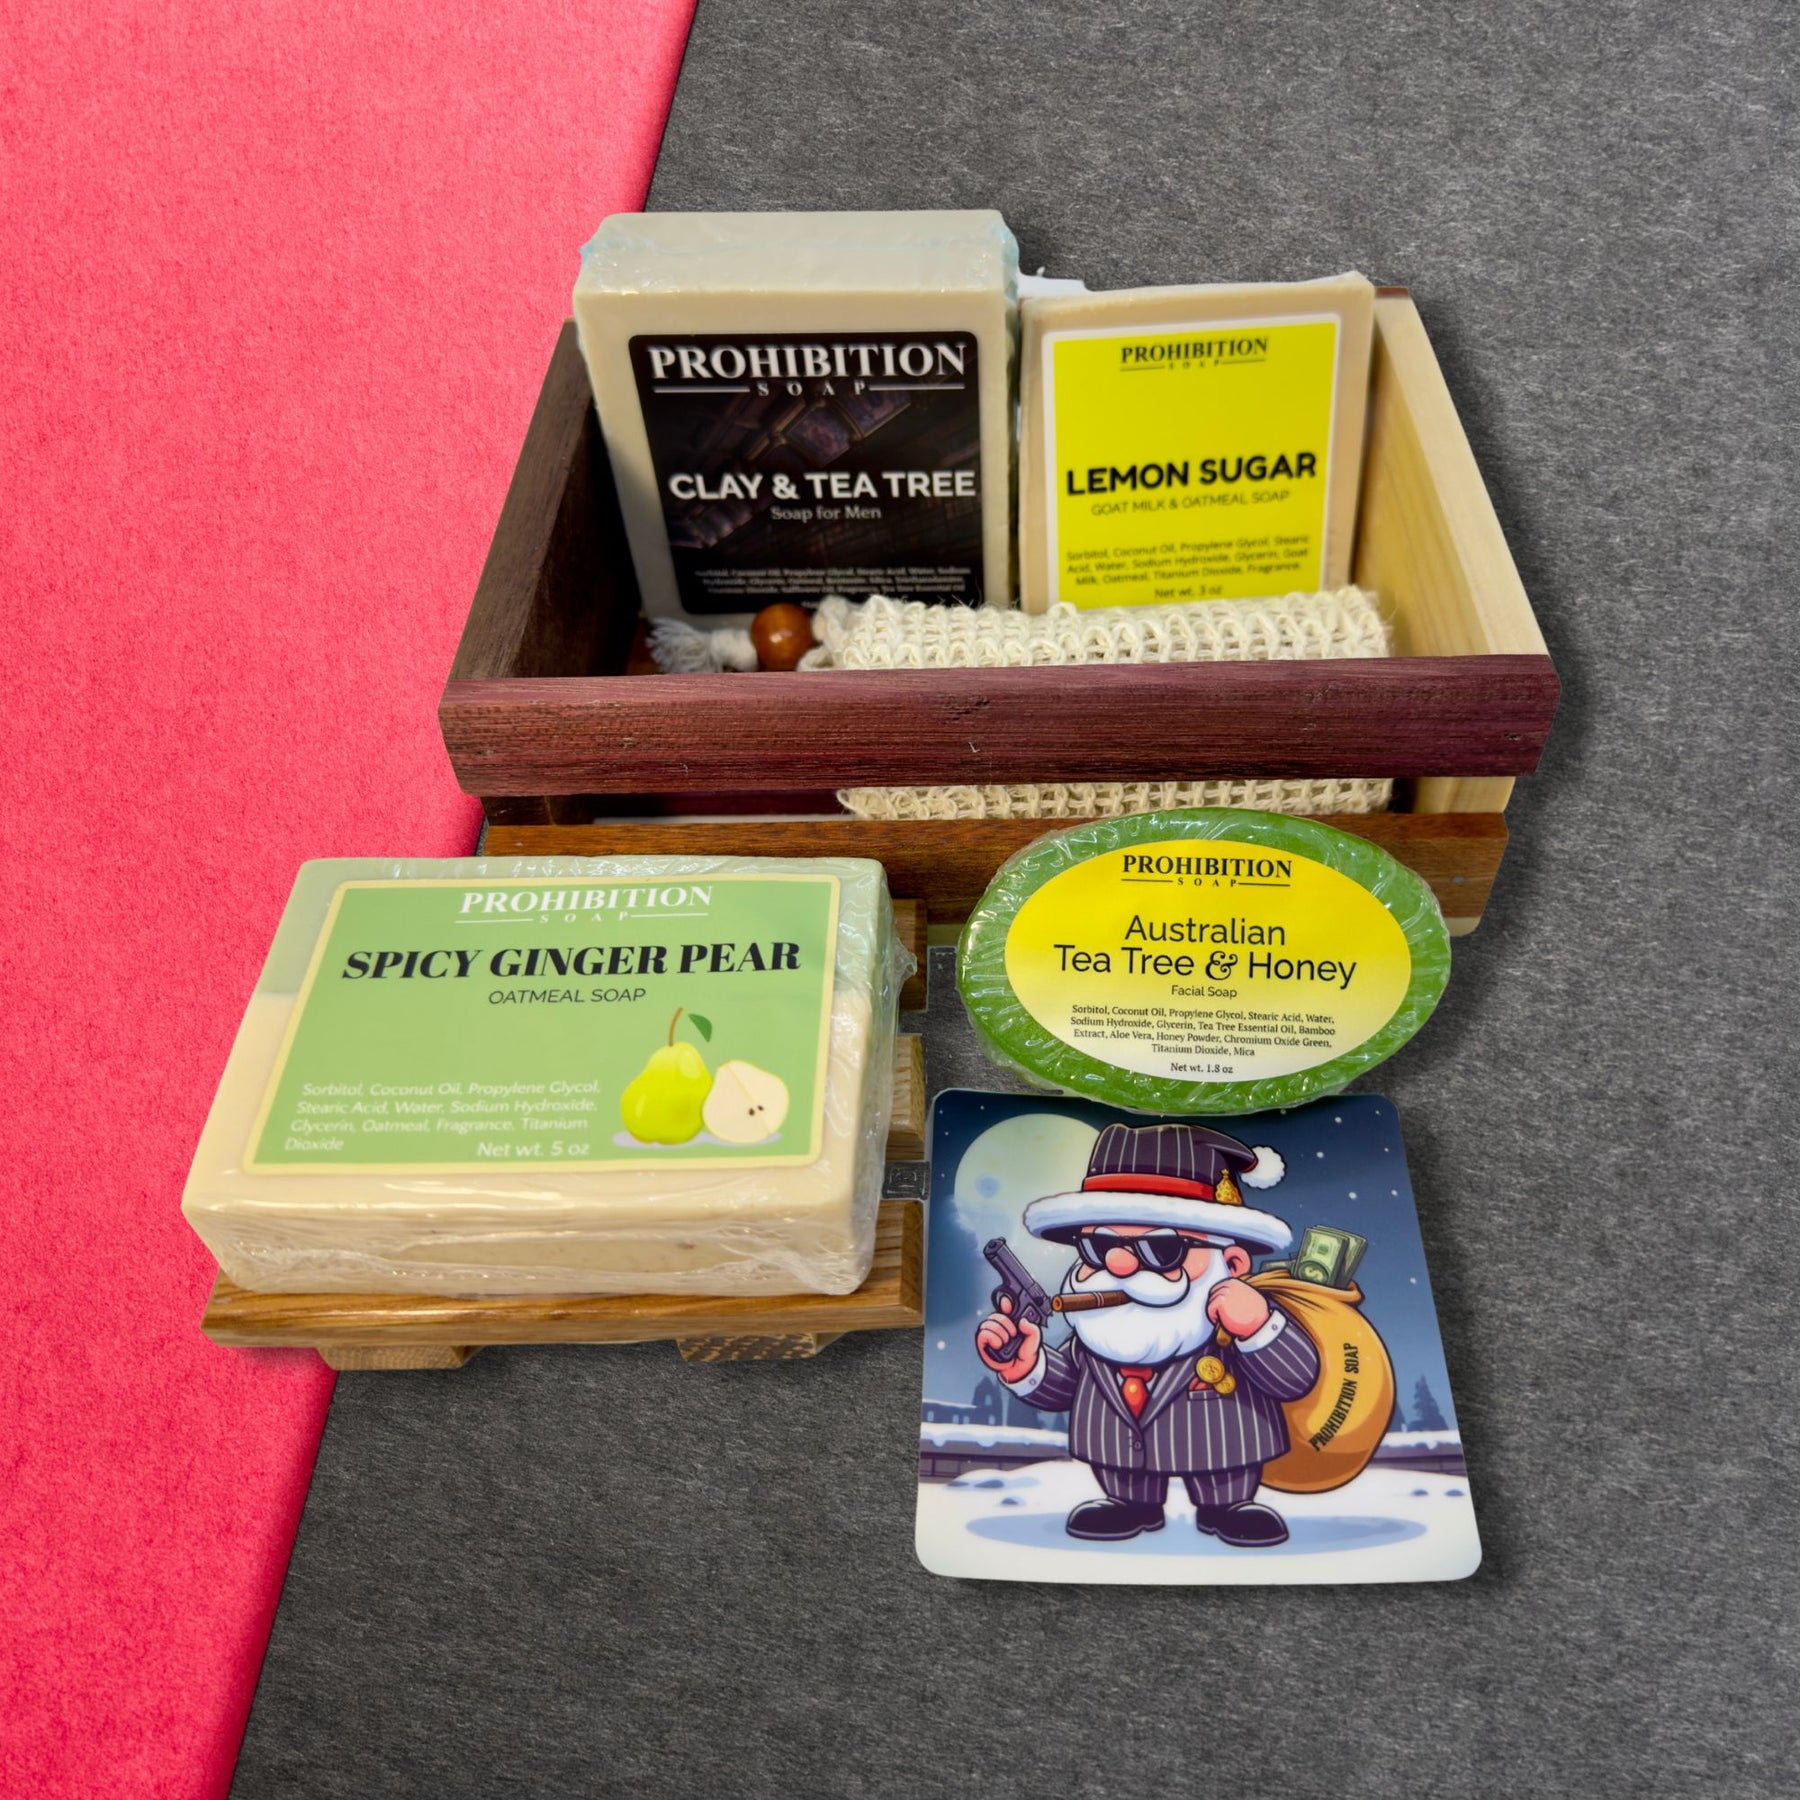 PROHIBITION
SOAP
CLAY & TEA TREE
Soap for Men
PROHIBITION
SOAP
LEMON SUGAR
GOAT MILK & OATMEAL SOAP
Sorbitol, Coconut Oil, Propylene Glycol, Stearic
Acid, Water, Sodium Hydroxide, Glycerin, Goat
Milk, Oatmeal, Titanium Dioxide, Fragrance.
Net wt. 3 oz
PROHIBITION
SOAP
SPICY GINGER PEAR
OATMEAL SOAP
Sorbitol, Coconut Oil, Propylene Glycol,
Stearic Acid, Water, Sodium Hydroxide,
Glycerin, Oatmeal, Fragrance, Titanium
Dioxide
Net wt. 5 oz
PROHIBITION
SOAP
Australian
Tea Tree & Honey
Facial Soap
Sorbitol, Coconut Oil, Propylene Glycol, Stearic Acid, Water,
Sodium Hydroxide, Glycerin, Tea Tree Essential Oil, Bamboo
Extract, Aloe Vera, Honey Powder, Chromium Oxide Green,
Titanium Dioxide, Mica
Net wt. 1.8 oz
PROHIBITION SOAP